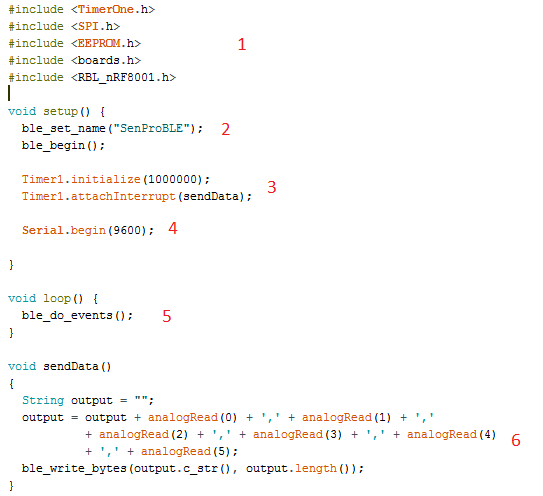 #include <TimerOne.h>
#include <SPI.h>
#include <EEPROM.h> 1
#include <boards.h>
#include <RBL_nRF8001.h>
void setup() {
ble_set_name("SenProBLE"); 2
ble_begin();
Timer1.initialize(1000000);
Timer1.attachInterrupt(sendData); 3
Serial.begin(9600); 4
}
void loop() {
ble_do_events(); 5
}
void sendData()
{
String output = "";
output = output + analogRead(0) + ',' + analogRead(1) + ','
+ analogRead(2) + ',' + analogRead(3) + ',' + analogRead(4) 6
+ ',' + analogRead(5);
ble_write_bytes(output.c_str(), output.length());
}